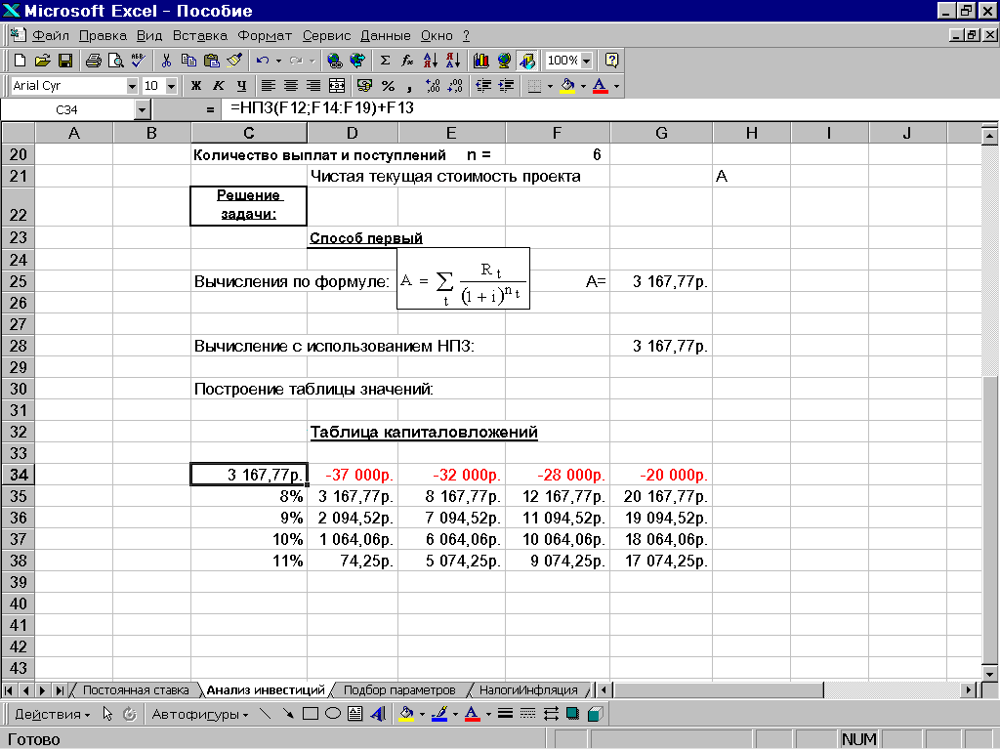 Microsoft Excel - Пособие
Файл Правка Вид Вставка Формат Сервис Данные Окно ?
100%
Arial Cyr 10 Ж К Ч
C34 = =НПЗ(F12;F14:F19)+F13
A B C D E F G H I J
20 Количество выплат и поступлений n = 6
21 Чистая текущая стоимость проекта A
Решение
22 задачи:
23 Способ первый
24
25 Вычисления по формуле: A = ∑ t R t (1 + i) n t A= 3 167,77р.
26
27
28 Вычисление с использованием НПЗ: 3 167,77р.
29
30 Построение таблицы значений:
31
32 Таблица капиталовложений
33
34 3 167,77р. -37 000р. -32 000р. -28 000р. -20 000р.
35 8% 3 167,77р. 8 167,77р. 12 167,77р. 20 167,77р.
36 9% 2 094,52р. 7 094,52р. 11 094,52р. 19 094,52р.
37 10% 1 064,06р. 6 064,06р. 10 064,06р. 18 064,06р.
38 11% 74,25р. 5 074,25р. 9 074,25р. 17 074,25р.
39
40
41
42
43
Постоянная ставка Анализ инвестиций Подбор параметров НалогиИнфляция
Действия Автофигуры
Готово NUM